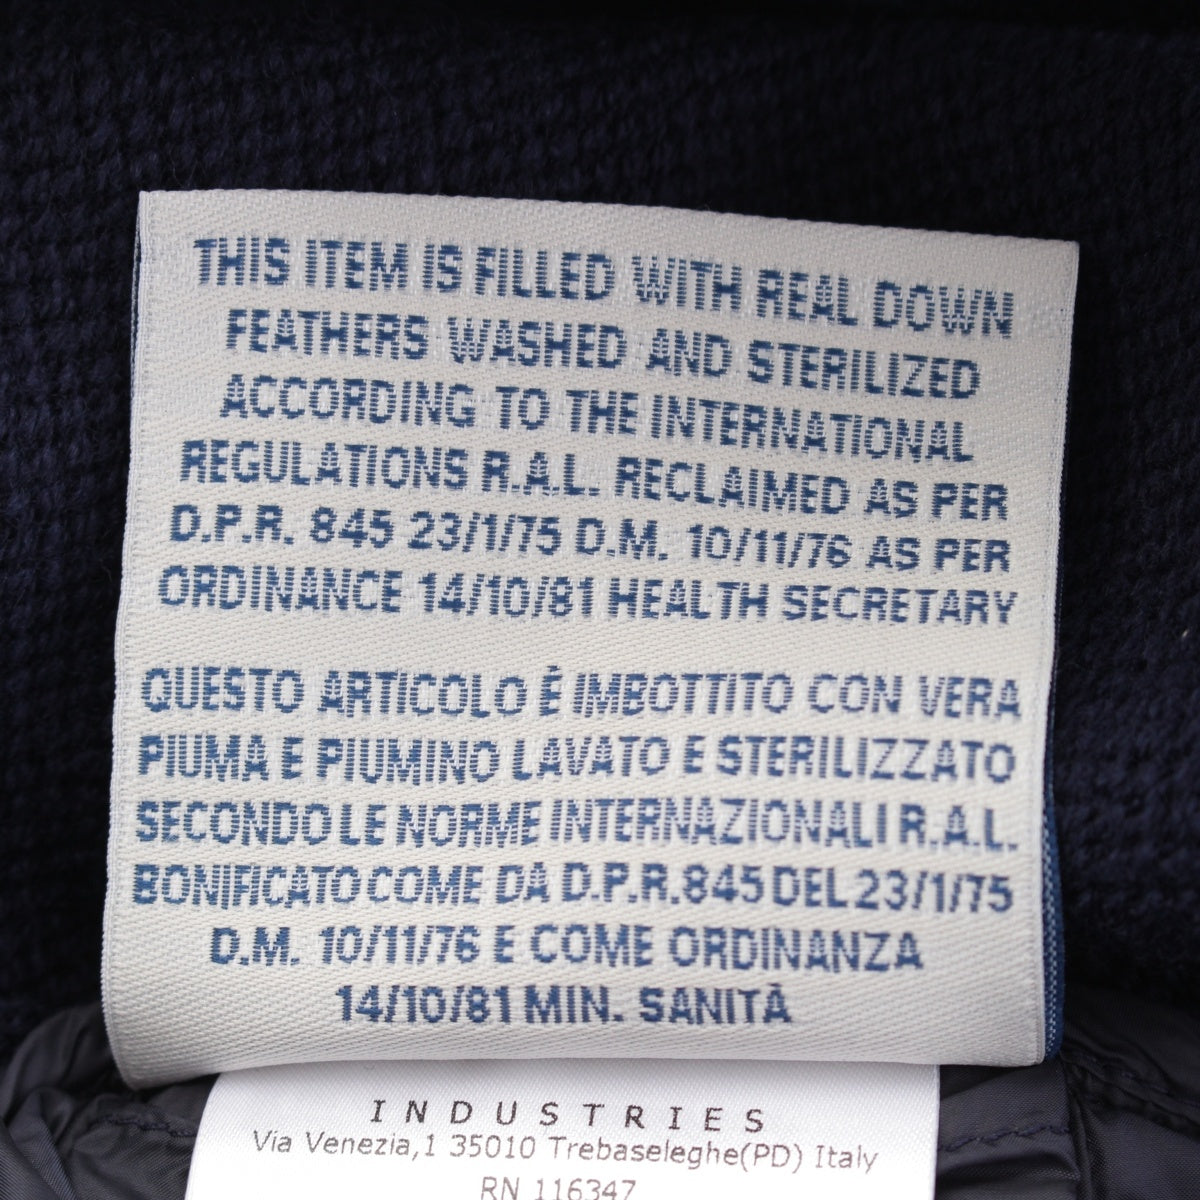 THIS ITEM IS FILLED WITH REAL DOWN
FEATHERS WASHED AND STERILIZED
ACCORDING TO THE INTERNATIONAL
REGULATIONS R.A.L. RECLAIMED AS PER
D.P.R. 845 23/1/75 D.M. 10/11/76 AS PER
ORDINANCE 14/10/81 HEALTH SECRETARY
QUESTO ARTICOLO È IMBOTTITO CON VERA
PIUMA E PIUMINO LAVATO E STERILIZZATO
SECONDO LE NORME INTERNAZIONALI R.A.L.
BONIFICATO COME DA D.P.R.845 DEL 23/1/75
D.M. 10/11/76 E COME ORDINANZA
14/10/81 MIN. SANITÀ
INDUSTRIES
Via Venezia,1 35010 Trebaseleghe(PD) Italy
RN 116347